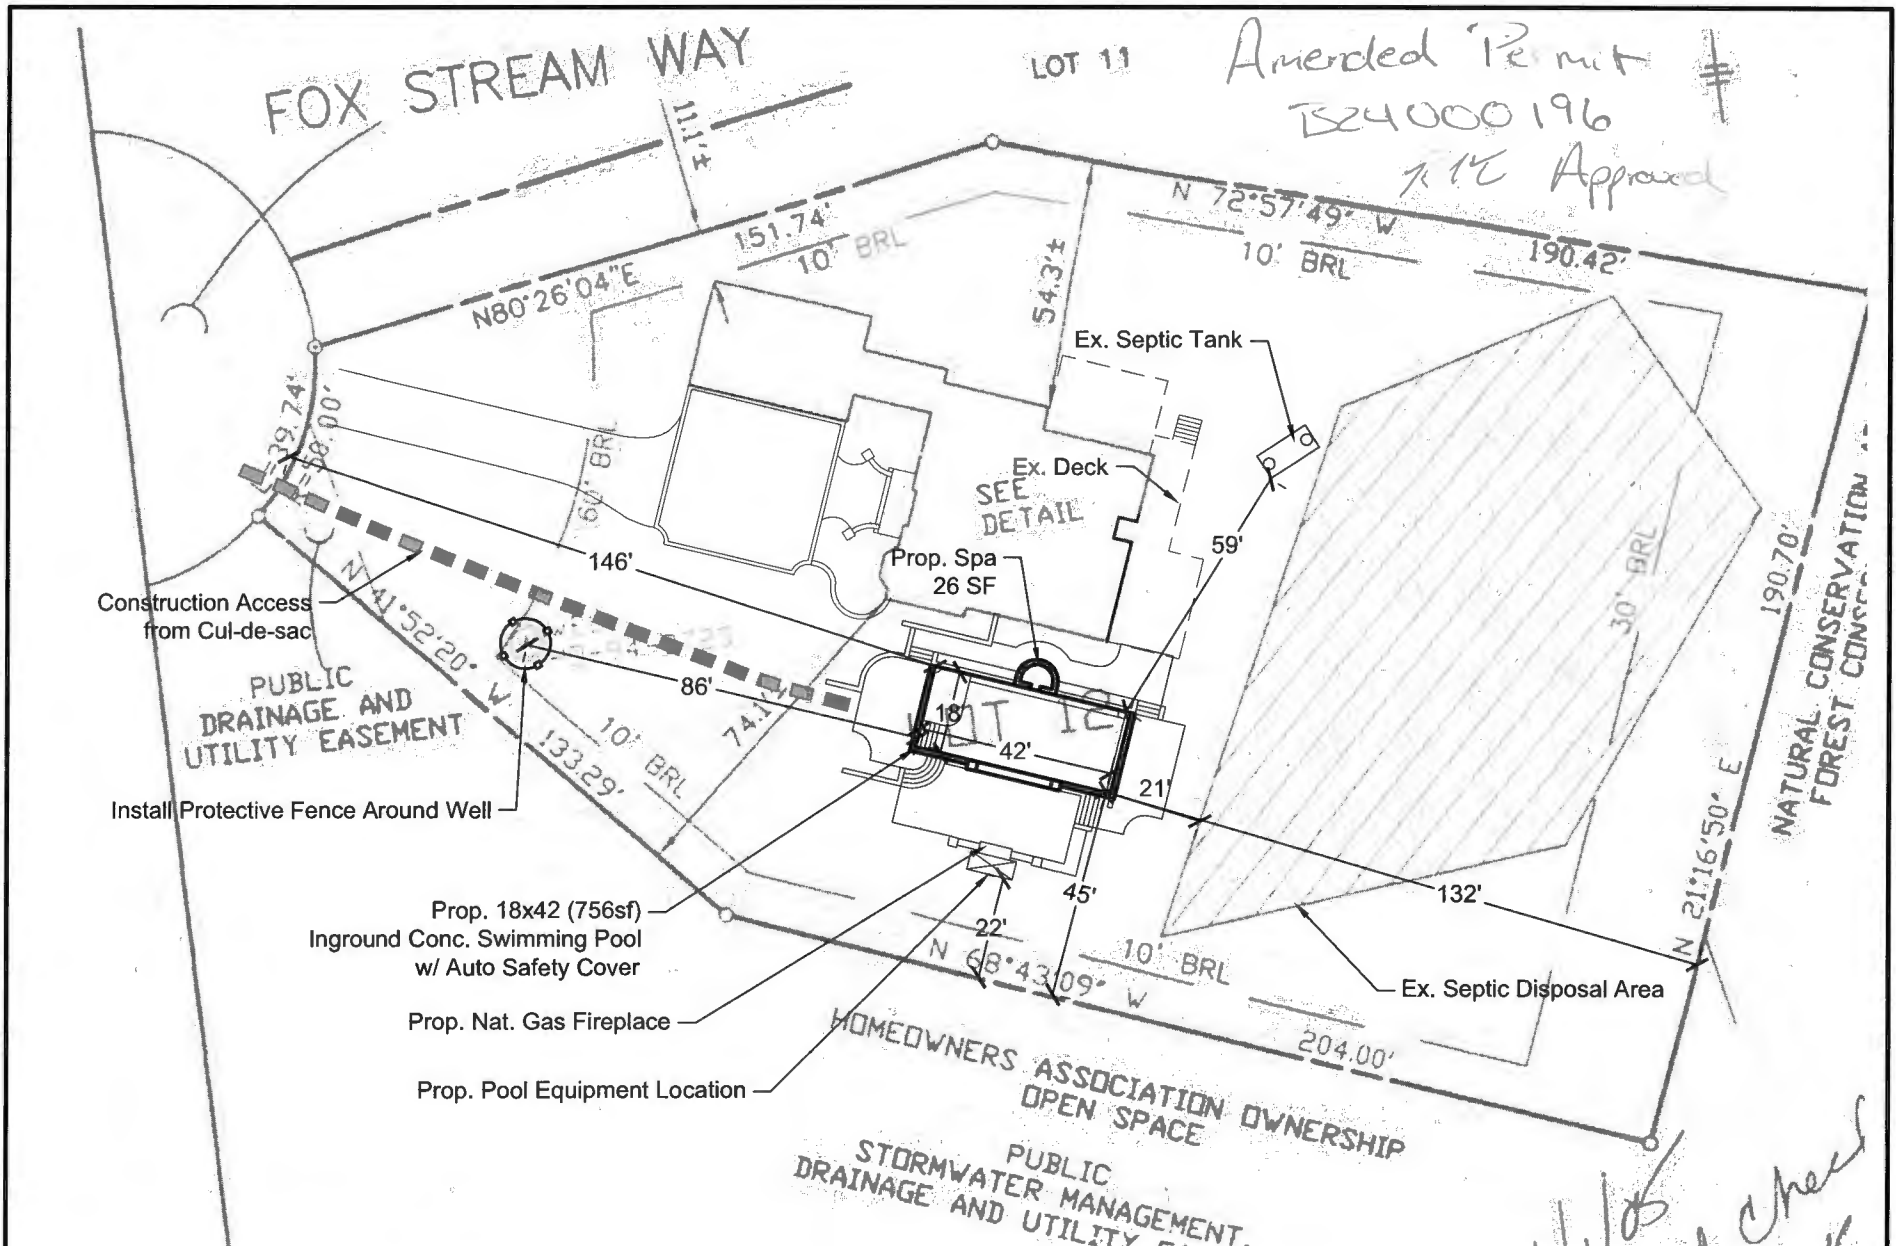 FOX STREAM WAY
LOT 11
Amended Permit #
B24000196
Approved
11.1'±
151.74'
10' BRL
N80°26'04"E
N 72°57'49" W
10' BRL
190.42'
54.3'±
Ex. Septic Tank
39.74'
58.00'
60' BRL
Ex. Deck
SEE
DETAIL
59'
146'
Prop. Spa
26 SF
Construction Access
from Cul-de-sac
N 41°52'20" W
133.29'
PUBLIC
DRAINAGE AND
UTILITY EASEMENT
86'
10' BRL
LOT 12
18'
42'
21'
30' BRL
190.70'
N 21°16'50" E
NATURAL CONSERVATION
FOREST
Install Protective Fence Around Well
Prop. 18x42 (756sf)
Inground Conc. Swimming Pool
w/ Auto Safety Cover
45'
22'
132'
N 68°43'09" W
10' BRL
204.00'
Ex. Septic Disposal Area
Prop. Nat. Gas Fireplace
Prop. Pool Equipment Location
HOMEOWNERS ASSOCIATION OWNERSHIP
OPEN SPACE
PUBLIC
STORMWATER MANAGEMENT,
DRAINAGE AND UTILITY